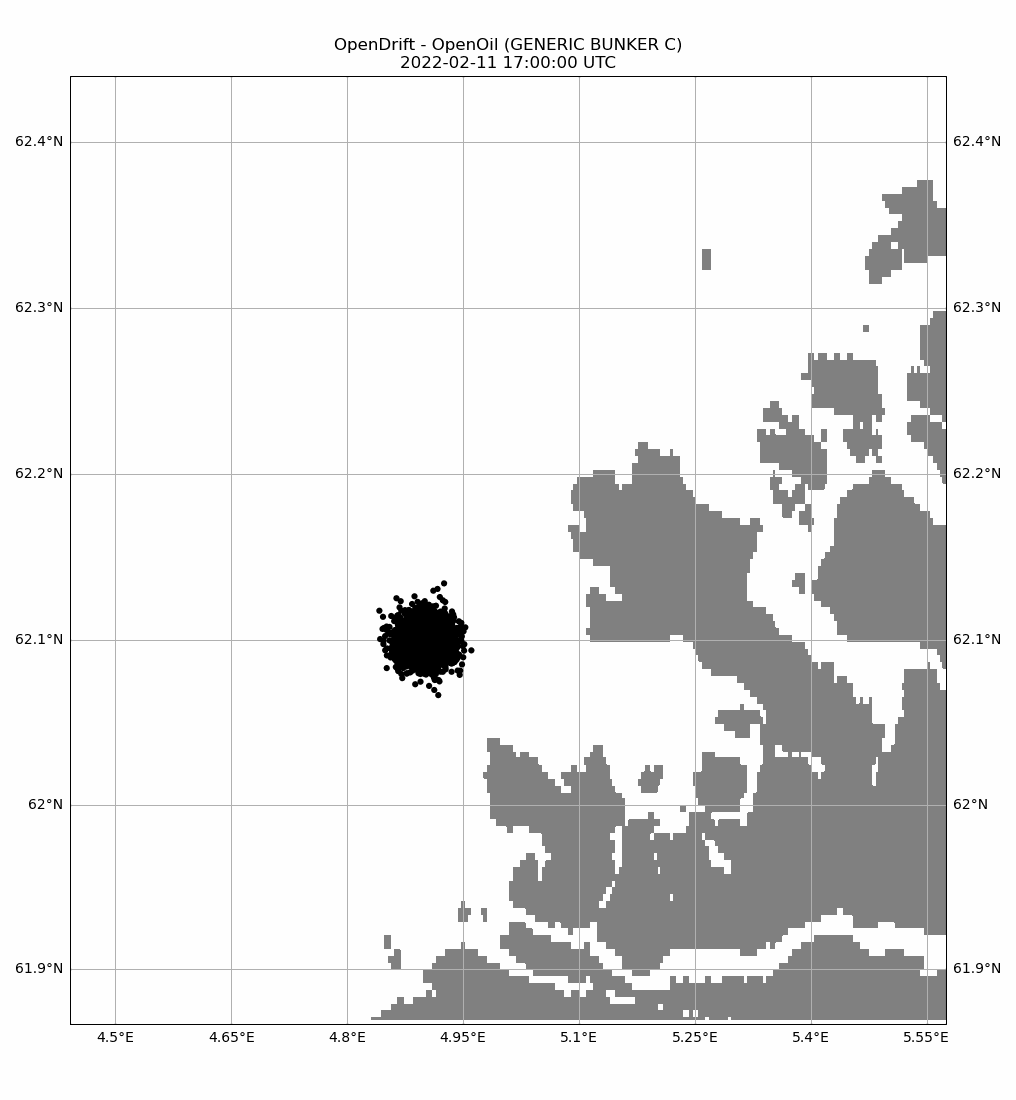 OpenDrift - OpenOil (GENERIC BUNKER C)
2022-02-11 17:00:00 UTC
62.4°N 62.4°N
62.3°N 62.3°N
62.2°N 62.2°N
62.1°N 62.1°N
62°N 62°N
61.9°N 61.9°N
4.5°E 4.65°E 4.8°E 4.95°E 5.1°E 5.25°E 5.4°E 5.55°E